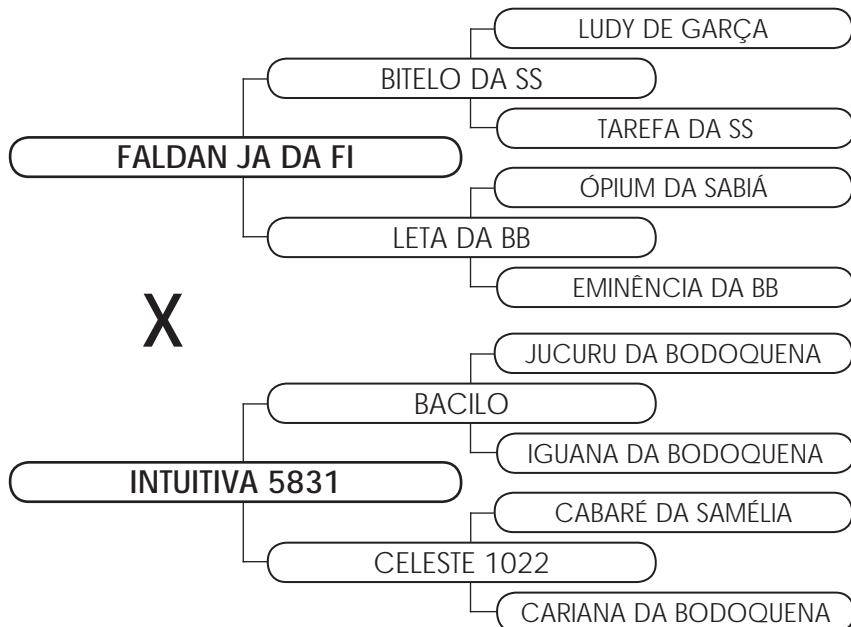 LUDY DE GARÇA
BITELO DA SS
TAREFA DA SS
FALDAN JA DA FI
ÓPIUM DA SABIÁ
LETA DA BB
EMINÊNCIA DA BB
X
JUCURU DA BODOQUENA
BACILO
IGUANA DA BODOQUENA
INTUITIVA 5831
CABARÉ DA SAMÉLIA
CELESTE 1022
CARIANA DA BODOQUENA